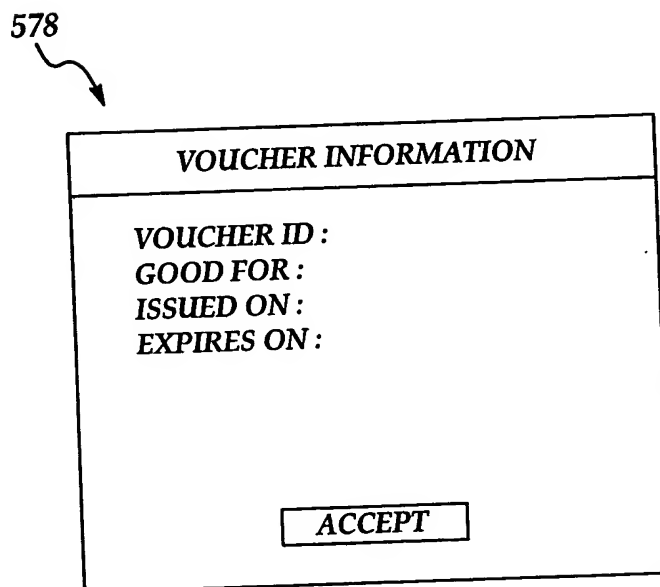 578
VOUCHER INFORMATION
VOUCHER ID :
GOOD FOR :
ISSUED ON :
EXPIRES ON :
ACCEPT